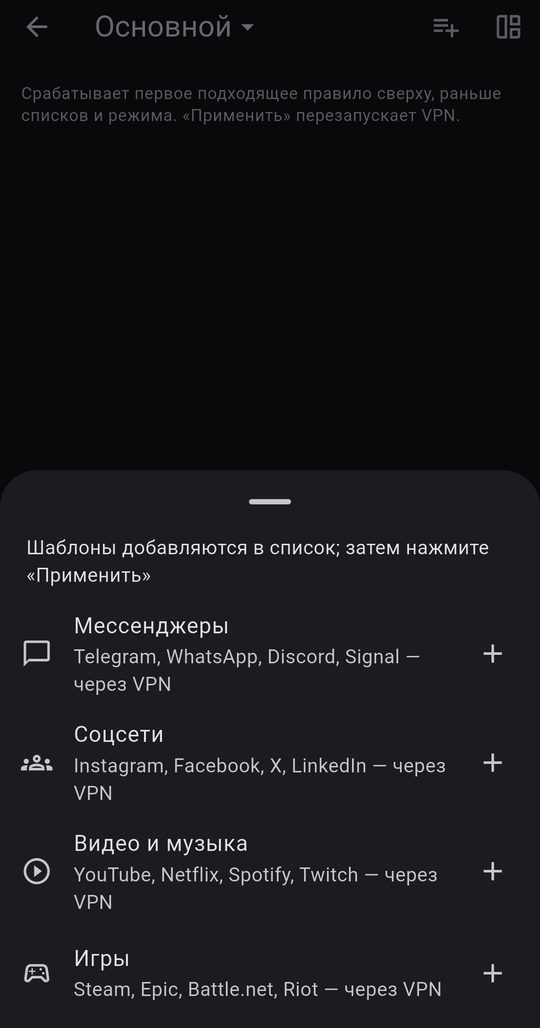 Основной
Срабатывает первое подходящее правило сверху, раньше
списков и режима. «Применить» перезапускает VPN.
Шаблоны добавляются в список; затем нажмите
«Применить»
Мессенджеры
Telegram, WhatsApp, Discord, Signal —
через VPN
Соцсети
Instagram, Facebook, X, LinkedIn — через
VPN
Видео и музыка
YouTube, Netflix, Spotify, Twitch — через
VPN
Игры
Steam, Epic, Battle.net, Riot — через VPN